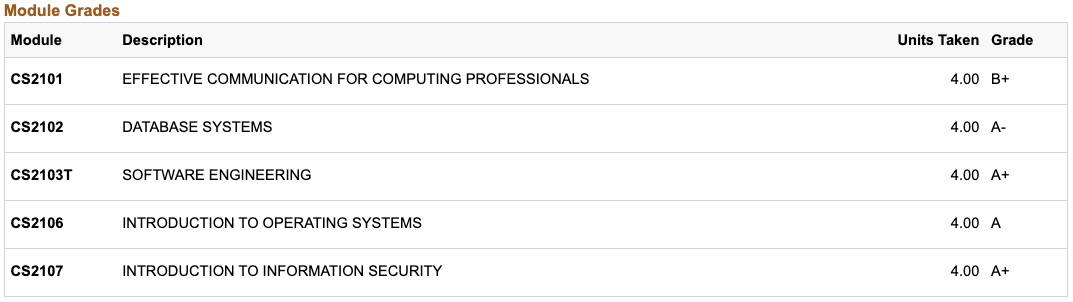 Module Grades
Module Description Units Taken Grade
CS2101 EFFECTIVE COMMUNICATION FOR COMPUTING PROFESSIONALS 4.00 B+
CS2102 DATABASE SYSTEMS 4.00 A-
CS2103T SOFTWARE ENGINEERING 4.00 A+
CS2106 INTRODUCTION TO OPERATING SYSTEMS 4.00 A
CS2107 INTRODUCTION TO INFORMATION SECURITY 4.00 A+